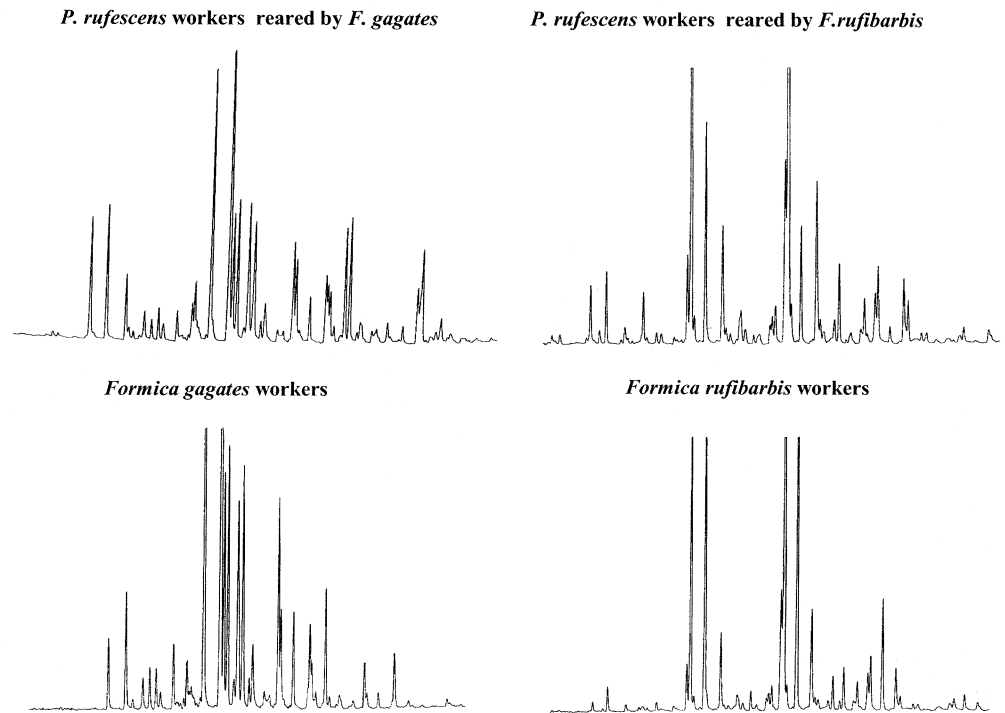 P. rufescens workers reared by F. gagates
P. rufescens workers reared by F.rufibarbis
Formica gagates workers
Formica rufibarbis workers